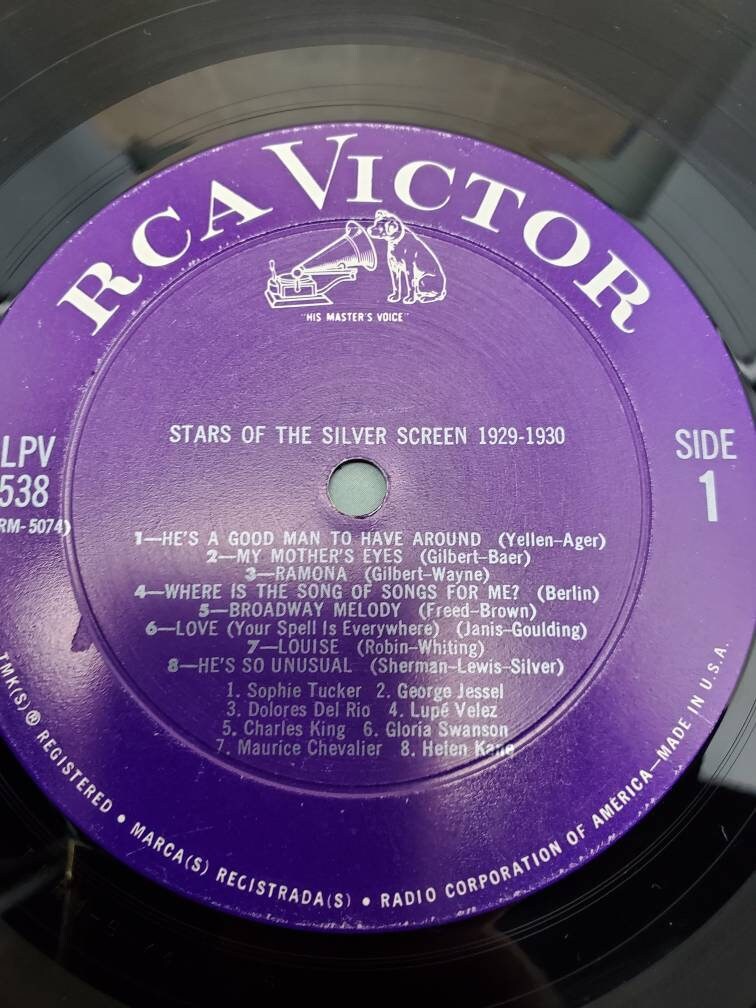 RCA VICTOR
"HIS MASTER'S VOICE"
STARS OF THE SILVER SCREEN 1929-1930
LPV
538
RM-5074)
SIDE
1
1—HE'S A GOOD MAN TO HAVE AROUND (Yellen-Ager)
2—MY MOTHER'S EYES (Gilbert-Baer)
3—RAMONA (Gilbert-Wayne)
4—WHERE IS THE SONG OF SONGS FOR ME? (Berlin)
5—BROADWAY MELODY (Freed-Brown)
6—LOVE (Your Spell Is Everywhere) (Janis-Goulding)
7—LOUISE (Robin-Whiting)
8—HE'S SO UNUSUAL (Sherman-Lewis-Silver)
1. Sophie Tucker 2. George Jessel
3. Dolores Del Rio 4. Lupé Velez
5. Charles King 6. Gloria Swanson
7. Maurice Chevalier 8. Helen Kane
TMK(S) ® REGISTERED • MARCA(S) REGISTRADA(S) • RADIO CORPORATION OF AMERICA—MADE IN U.S.A.